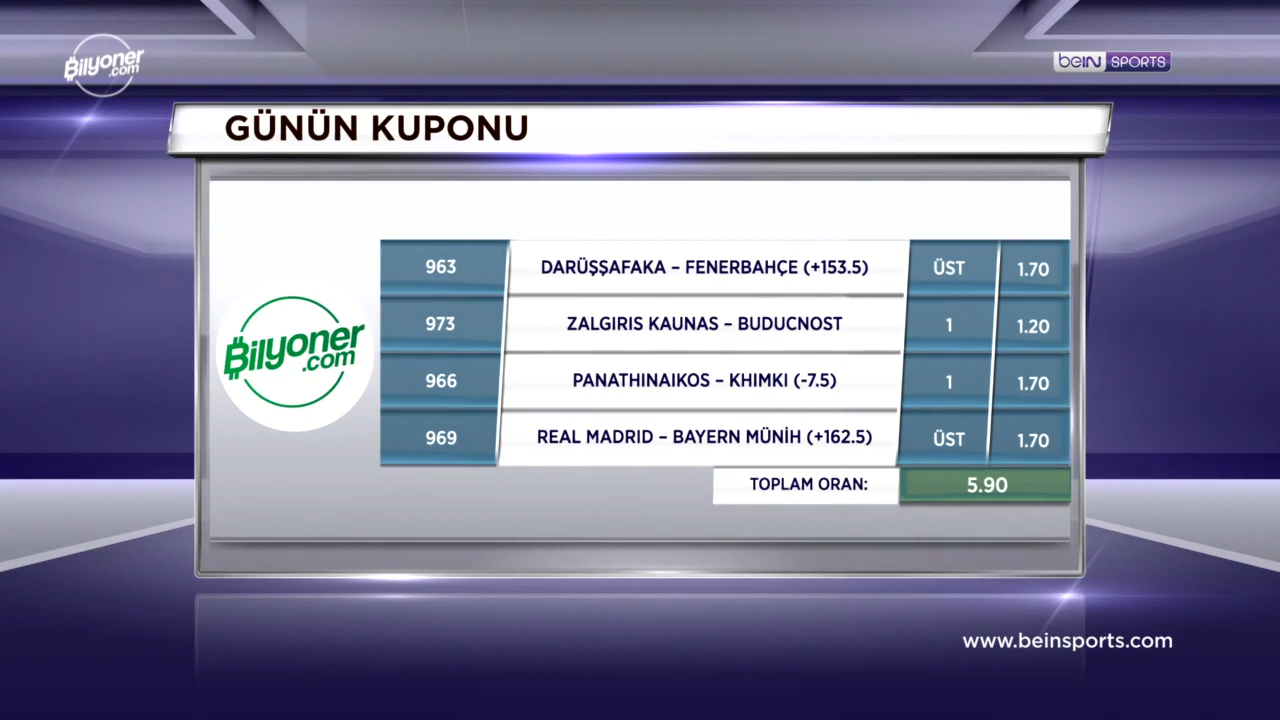 Bilyoner
.com
beIN SPORTS
GÜNÜN KUPONU
Bilyoner
.com
963 DARÜŞŞAFAKA – FENERBAHÇE (+153.5) ÜST 1.70
973 ZALGIRIS KAUNAS – BUDUCNOST 1 1.20
966 PANATHINAIKOS – KHIMKI (-7.5) 1 1.70
969 REAL MADRID – BAYERN MÜNİH (+162.5) ÜST 1.70
TOPLAM ORAN: 5.90
www.beinsports.com